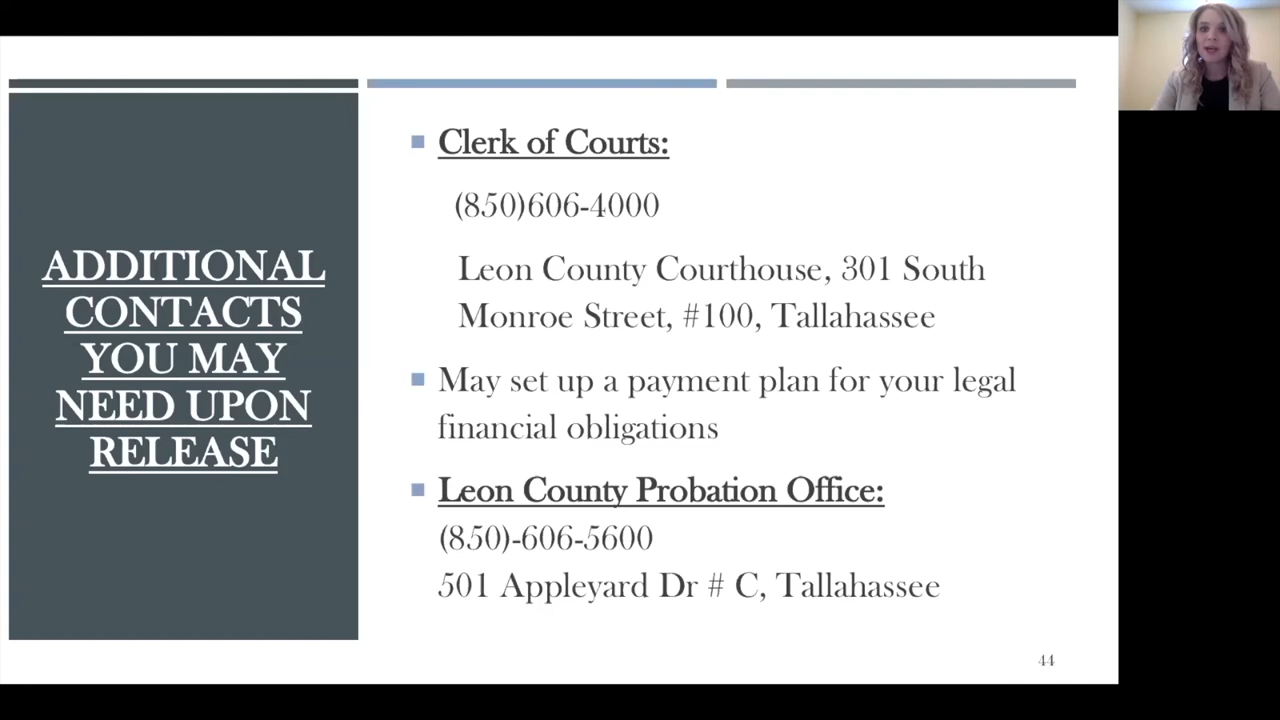 ADDITIONAL
CONTACTS
YOU MAY
NEED UPON
RELEASE
Clerk of Courts:
(850)606-4000
Leon County Courthouse, 301 South
Monroe Street, #100, Tallahassee
May set up a payment plan for your legal
financial obligations
Leon County Probation Office:
(850)-606-5600
501 Appleyard Dr # C, Tallahassee
44